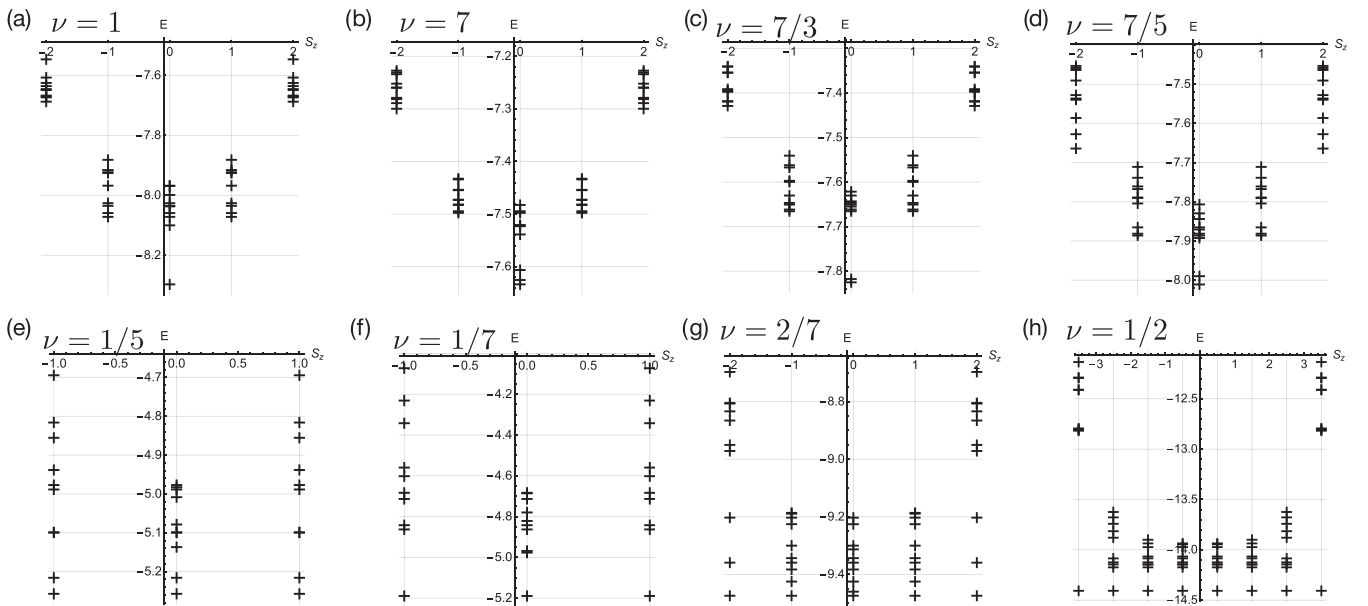 (a) ν = 1
E
S_z
−2 −1 0 1 2
−7.6
−7.8
−8.0
−8.2
(b) ν = 7
E
S_z
−2 −1 0 1 2
−7.2
−7.3
−7.4
−7.5
−7.6
(c) ν = 7/3
E
S_z
−2 −1 0 1 2
−7.4
−7.5
−7.6
−7.7
−7.8
(d) ν = 7/5
E
S_z
−2 −1 0 1 2
−7.5
−7.6
−7.7
−7.8
−7.9
−8.0
(e) ν = 1/5
E
S_z
−1.0 −0.5 0.0 0.5 1.0
−4.7
−4.8
−4.9
−5.0
−5.1
−5.2
(f) ν = 1/7
E
S_z
−1.0 −0.5 0.0 0.5 1.0
−4.2
−4.4
−4.6
−4.8
−5.0
−5.2
(g) ν = 2/7
E
S_z
−2 −1 0 1 2
−8.8
−9.0
−9.2
−9.4
(h) ν = 1/2
E
S_z
−3 −2 −1 0 1 2 3
−12.5
−13.0
−13.5
−14.0
−14.5